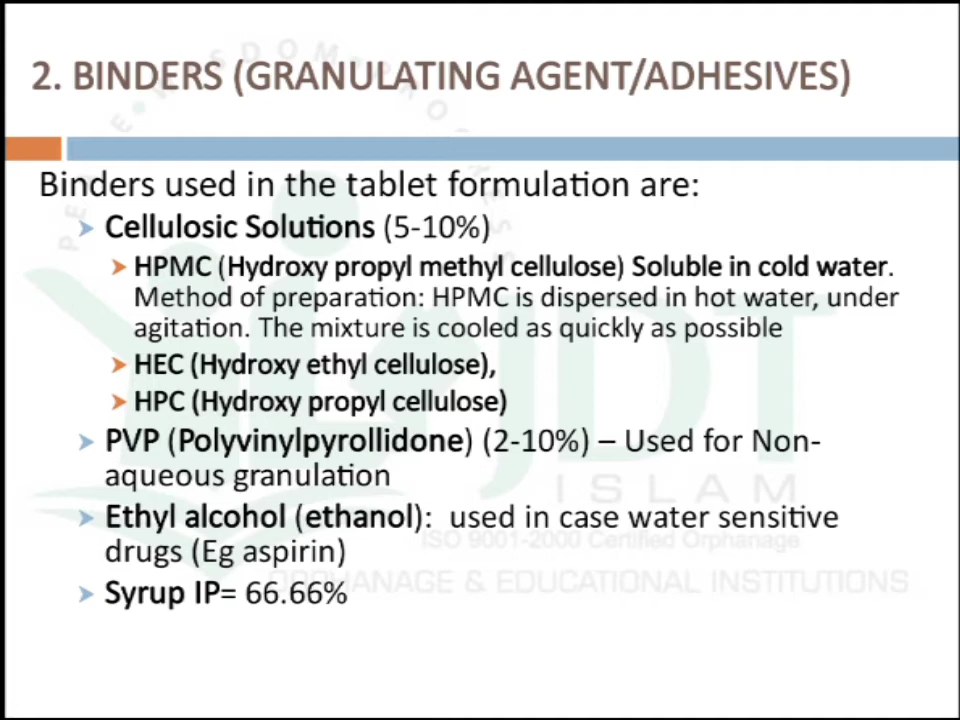 2. BINDERS (GRANULATING AGENT/ADHESIVES)
Binders used in the tablet formulation are:
➤ Cellulosic Solutions (5-10%)
➤ HPMC (Hydroxy propyl methyl cellulose) Soluble in cold water.
Method of preparation: HPMC is dispersed in hot water, under
agitation. The mixture is cooled as quickly as possible
➤ HEC (Hydroxy ethyl cellulose),
➤ HPC (Hydroxy propyl cellulose)
➤ PVP (Polyvinylpyrollidone) (2-10%) – Used for Non-
aqueous granulation
➤ Ethyl alcohol (ethanol): used in case water sensitive
drugs (Eg aspirin)
➤ Syrup IP= 66.66%
JDT
ISLAM
ISO 9001-2000 Certified Orphanage
ORPHANAGE & EDUCATIONAL INSTITUTIONS